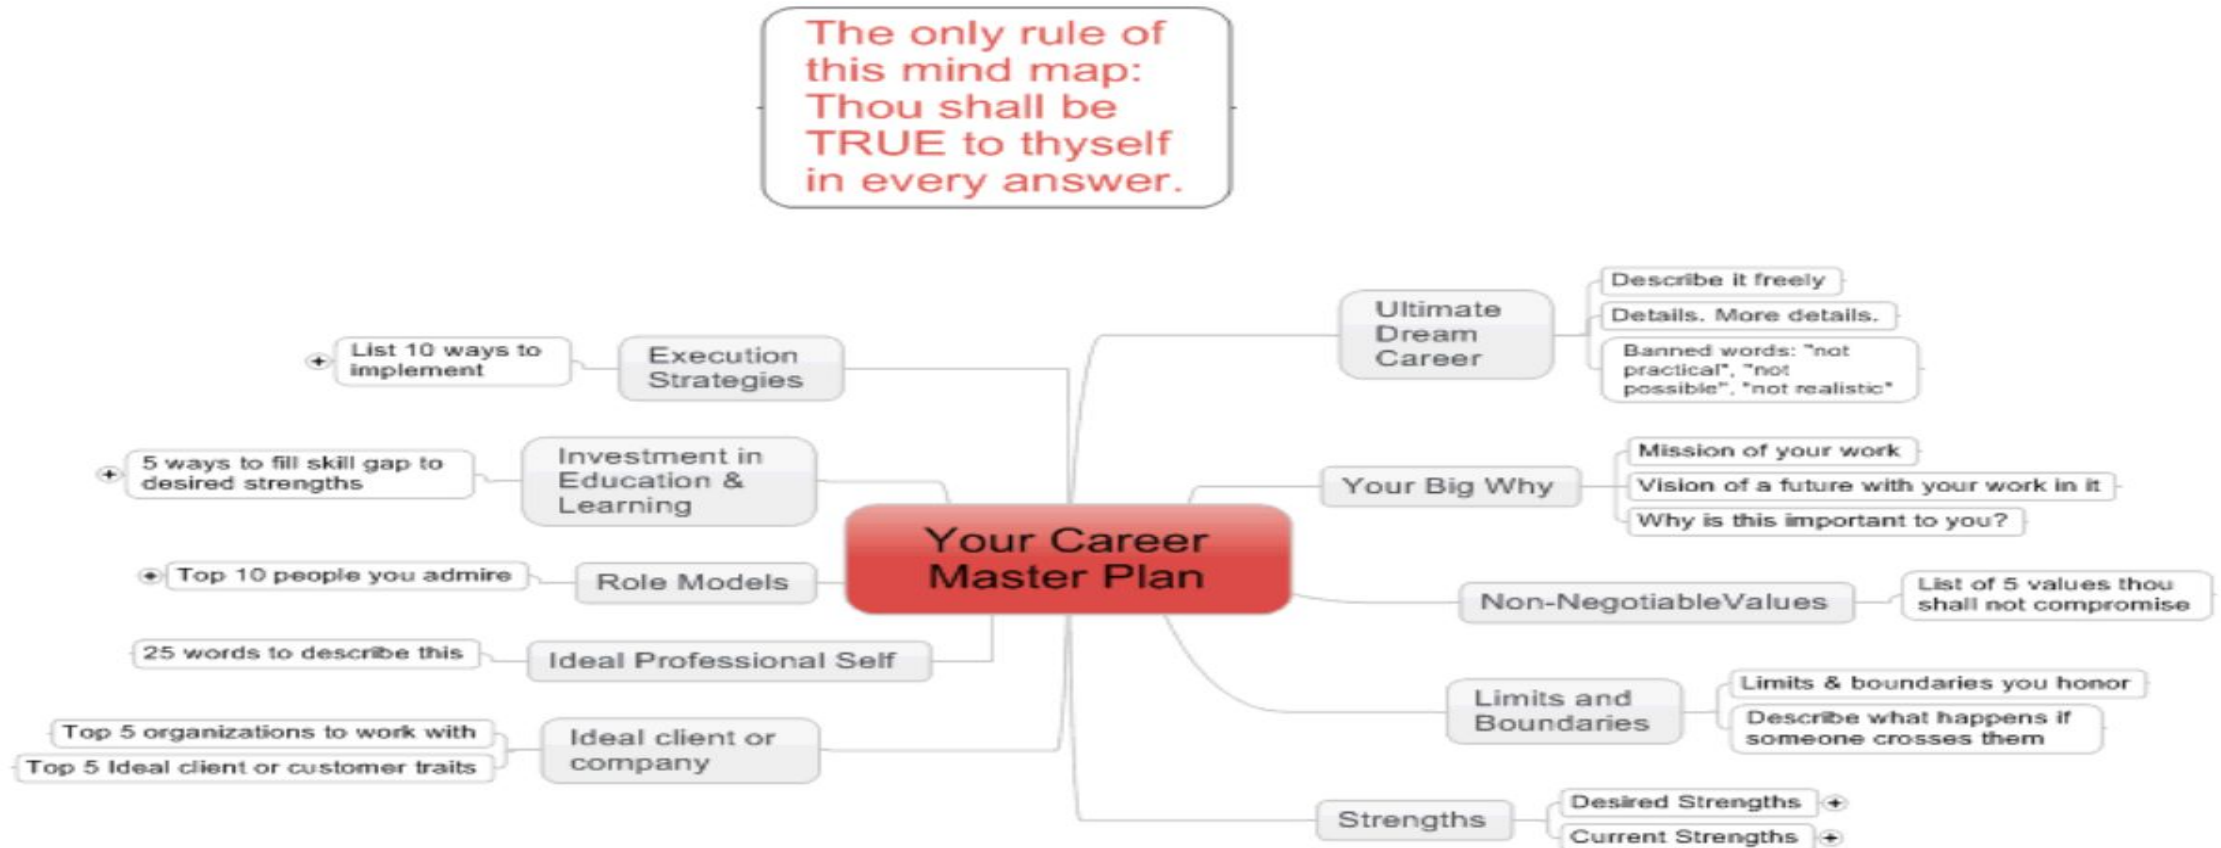 The only rule of
this mind map:
Thou shall be
TRUE to thyself
in every answer.
Your Career
Master Plan
Ultimate
Dream
Career
Describe it freely
Details. More details.
Banned words: "not
practical", "not
possible", "not realistic"
Your Big Why
Mission of your work
Vision of a future with your work in it
Why is this important to you?
Non-NegotiableValues
List of 5 values thou
shall not compromise
Limits and
Boundaries
Limits & boundaries you honor
Describe what happens if
someone crosses them
Strengths
Desired Strengths
Current Strengths
Execution
Strategies
List 10 ways to
implement
Investment in
Education &
Learning
5 ways to fill skill gap to
desired strengths
Role Models
Top 10 people you admire
Ideal Professional Self
25 words to describe this
Ideal client or
company
Top 5 organizations to work with
Top 5 Ideal client or customer traits